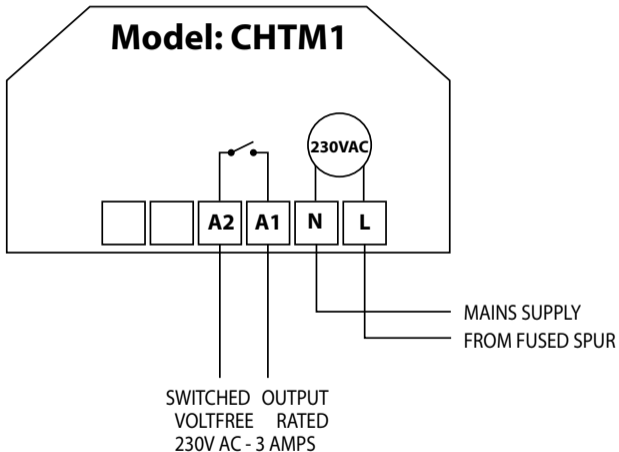 Model: CHTM1
230VAC
A2 A1 N L
MAINS SUPPLY
FROM FUSED SPUR
SWITCHED OUTPUT
VOLTFREE RATED
230V AC - 3 AMPS